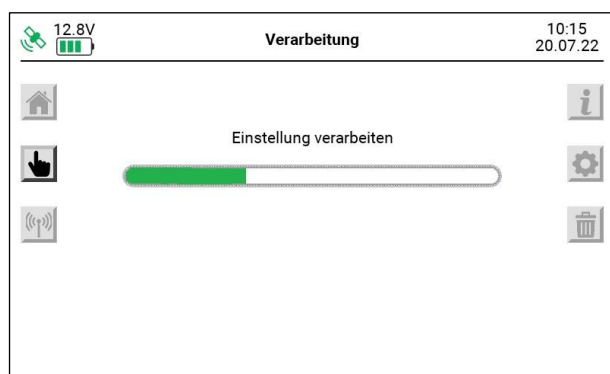 12.8V
Verarbeitung
10:15
20.07.22
Einstellung verarbeiten